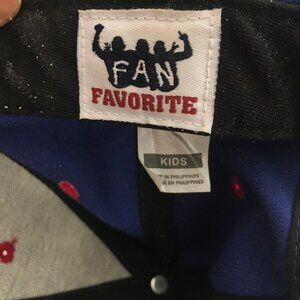 FAN
FAVORITE
KIDS
IN PHILIPPINES
EN PHILIPPINES